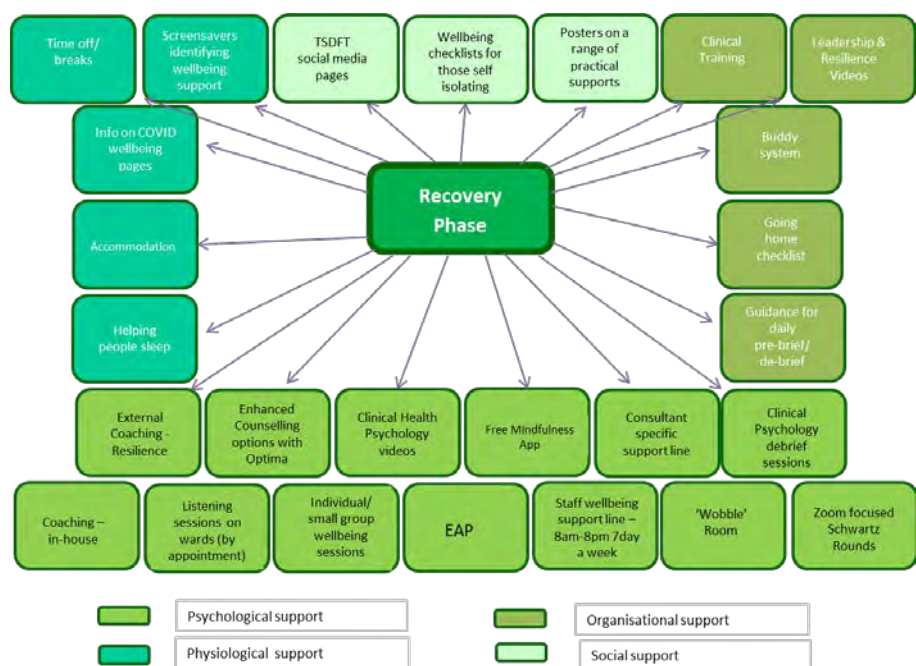 Time off/
breaks
Screensavers
identifying
wellbeing
support
TSDFT
social media
pages
Wellbeing
checklists for
those self
isolating
Posters on a
range of
practical
supports
Clinical
Training
Leadership &
Resilience
Videos
Info on COVID
wellbeing
pages
Recovery
Phase
Buddy
system
Accommodation
Going
home
checklist
Helping
people sleep
Guidance for
daily
pre-brief/
de-brief
External
Coaching -
Resilience
Enhanced
Counselling
options with
Optima
Clinical Health
Psychology
videos
Free Mindfulness
App
Consultant
specific
support line
Clinical
Psychology
debrief
sessions
Coaching –
in-house
Listening
sessions on
wards (by
appointment)
Individual/
small group
wellbeing
sessions
EAP
Staff wellbeing
support line –
8am-8pm 7day
a week
‘Wobble’
Room
Zoom focused
Schwartz
Rounds
Psychological support
Organisational support
Physiological support
Social support